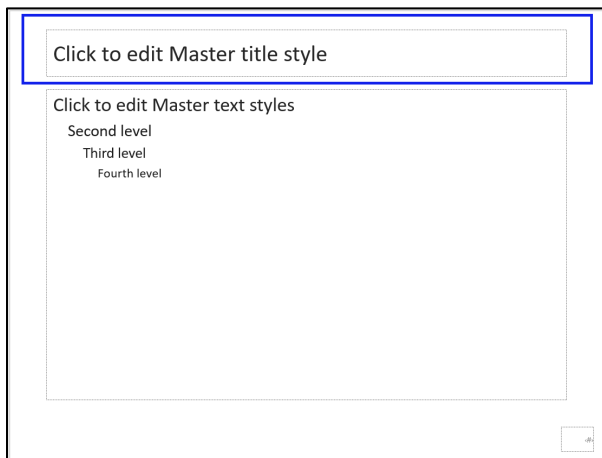 Click to edit Master title style
Click to edit Master text styles
Second level
Third level
Fourth level
‹#›